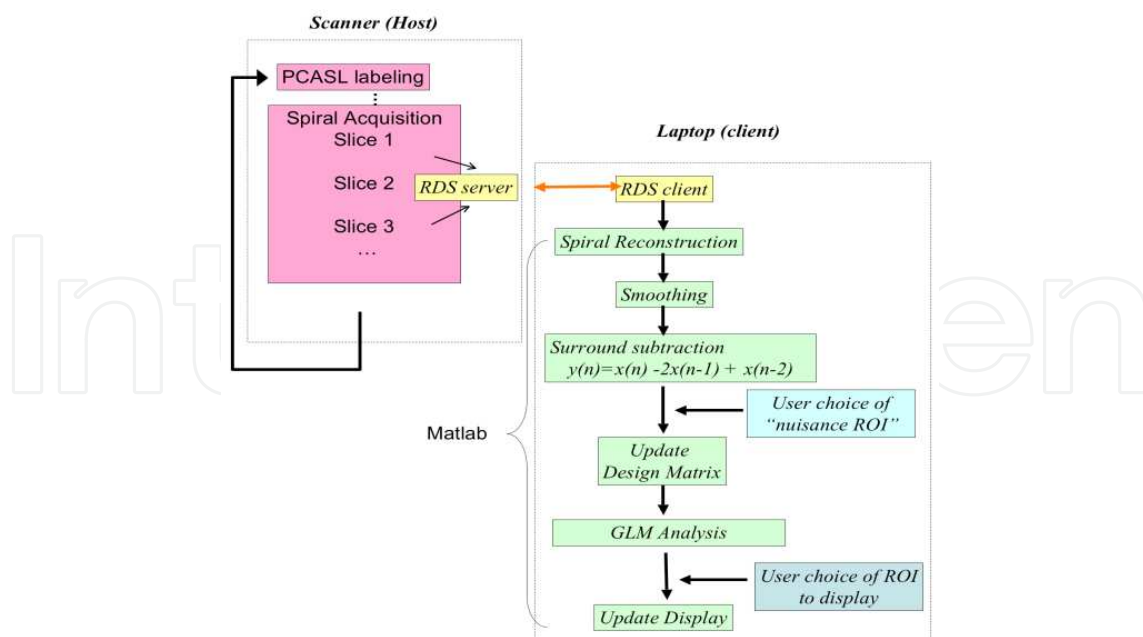 Scanner (Host)
PCASL labeling
Spiral Acquisition
Slice 1
Slice 2
Slice 3
...
RDS server
Laptop (client)
RDS client
Spiral Reconstruction
Smoothing
Surround subtraction
y(n)=x(n) -2x(n-1) + x(n-2)
User choice of
“nuisance ROI”
Matlab
Update
Design Matrix
GLM Analysis
User choice of ROI
to display
Update Display
Int
en